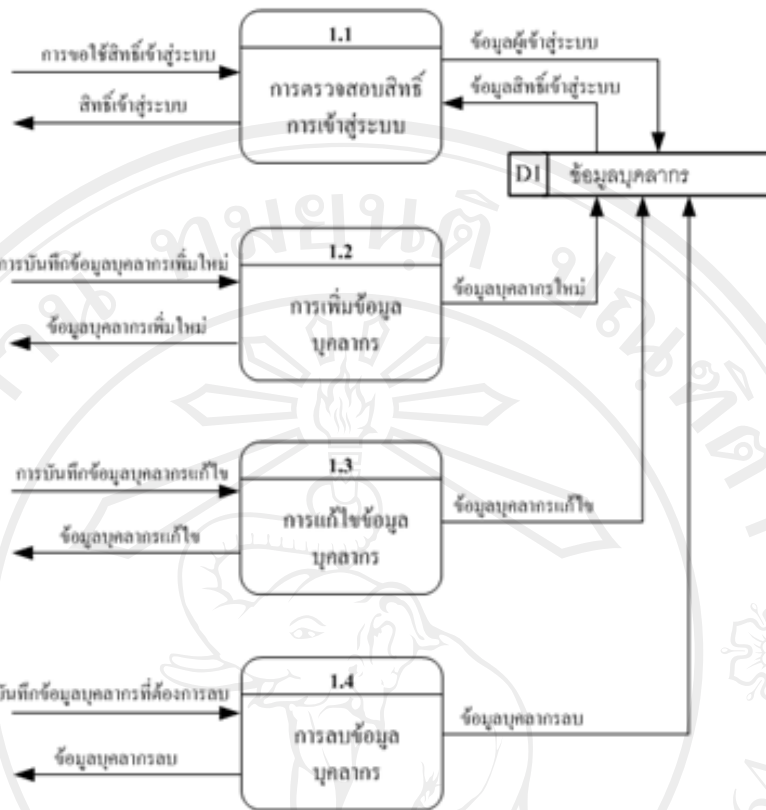 1.1
การขอใช้สิทธิ์เข้าสู่ระบบ
สิทธิ์เข้าสู่ระบบ
การตรวจสอบสิทธิ์
การเข้าสู่ระบบ
ข้อมูลผู้เข้าสู่ระบบ
ข้อมูลสิทธิ์เข้าสู่ระบบ
D1 ข้อมูลบุคลากร
1.2
การบันทึกข้อมูลบุคลากรเพิ่มใหม่
ข้อมูลบุคลากรเพิ่มใหม่
การเพิ่มข้อมูล
บุคลากร
ข้อมูลบุคลากรใหม่
1.3
การบันทึกข้อมูลบุคลากรแก้ไข
ข้อมูลบุคลากรแก้ไข
การแก้ไขข้อมูล
บุคลากร
ข้อมูลบุคลากรแก้ไข
1.4
บันทึกข้อมูลบุคลากรที่ต้องการลบ
ข้อมูลบุคลากรลบ
การลบข้อมูล
บุคลากร
ข้อมูลบุคลากรลบ